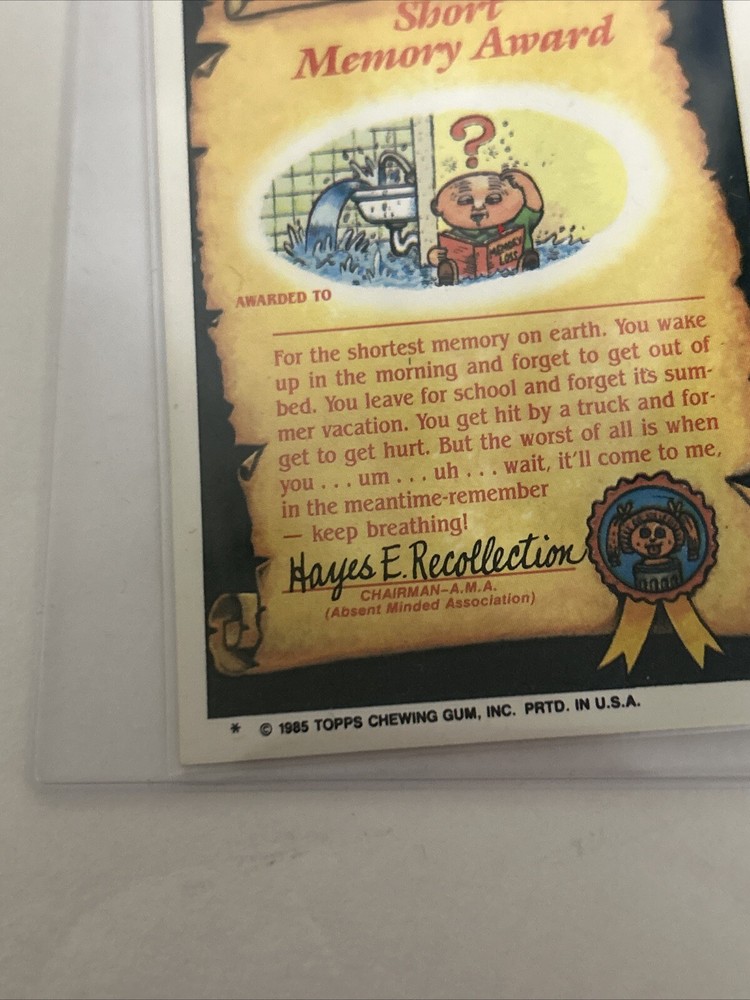 Short
Memory Award
?
MEMORY
LOSS
AWARDED TO
For the shortest memory on earth. You wake
up in the morning and forget to get out of
bed. You leave for school and forget its sum-
mer vacation. You get hit by a truck and for-
get to get hurt. But the worst of all is when
you . . . um . . . uh . . . wait, it'll come to me,
in the meantime-remember
— keep breathing!
Hayes E. Recollection
CHAIRMAN–A.M.A.
(Absent Minded Association)
* © 1985 TOPPS CHEWING GUM, INC. PRTD. IN U.S.A.